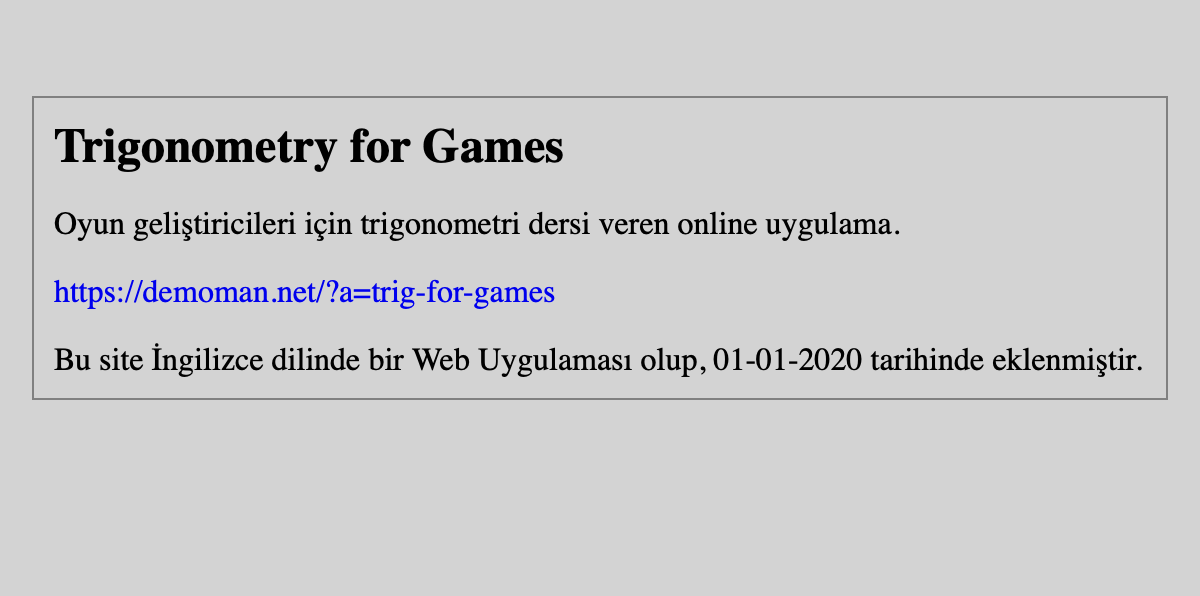 Trigonometry for Games
Oyun geliştiricileri için trigonometri dersi veren online uygulama.
https://demoman.net/?a=trig-for-games
Bu site İngilizce dilinde bir Web Uygulaması olup, 01-01-2020 tarihinde eklenmiştir.